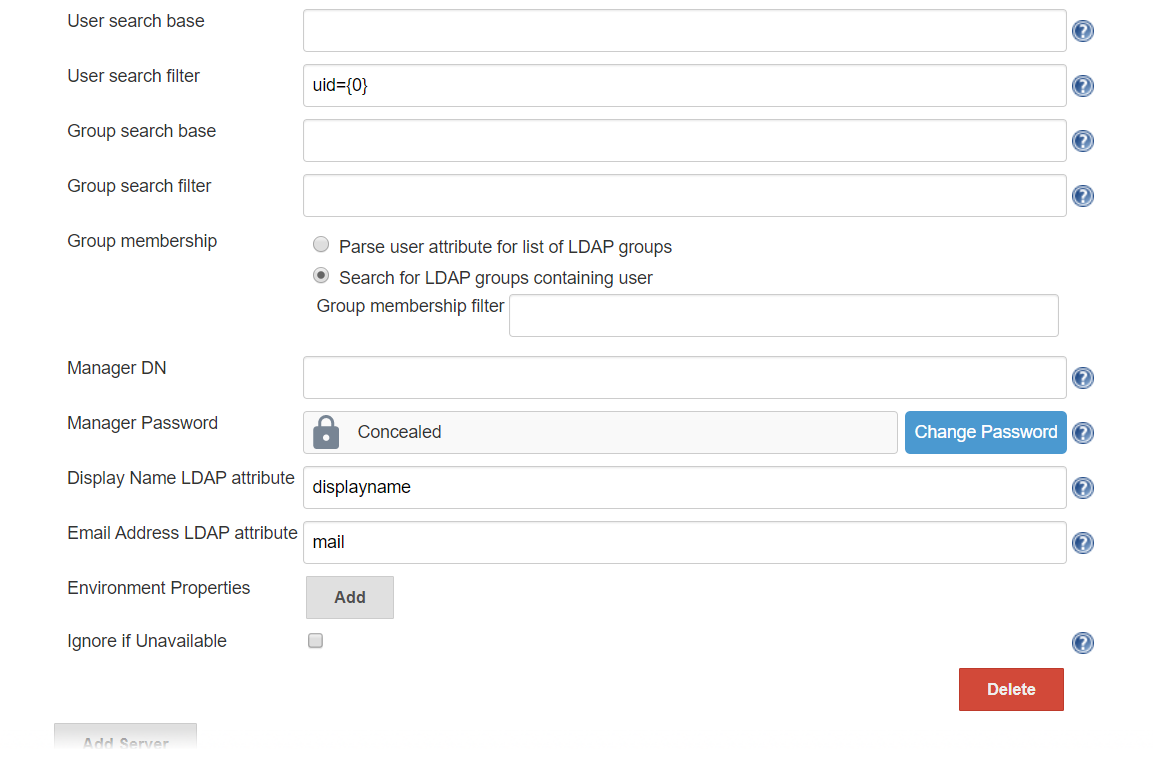 User search base
User search filter uid={0}
Group search base
Group search filter
Group membership Parse user attribute for list of LDAP groups
Search for LDAP groups containing user
Group membership filter
Manager DN
Manager Password Concealed Change Password
Display Name LDAP attribute displayname
Email Address LDAP attribute mail
Environment Properties Add
Ignore if Unavailable
Delete
Add Server